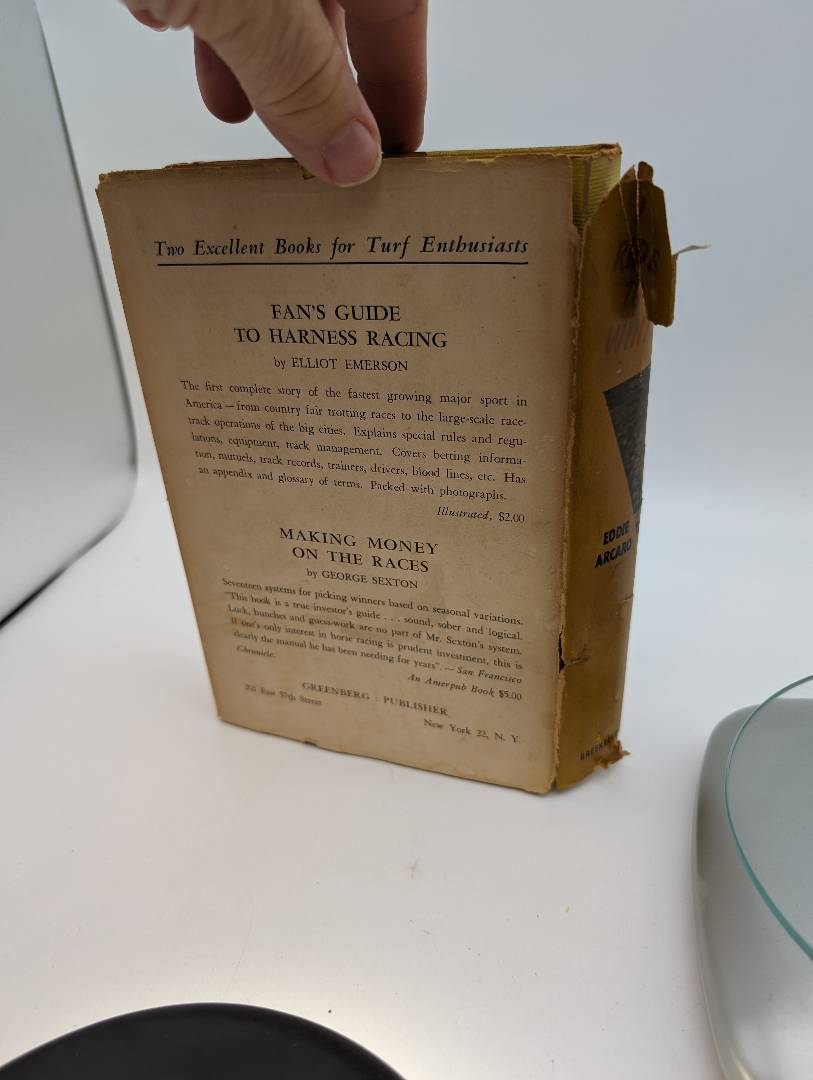 Two Excellent Books for Turf Enthusiasts
FAN'S GUIDE
TO HARNESS RACING
by ELLIOT EMERSON
The first complete story of the fastest growing major sport in
America — from country fair trotting races to the large-scale race-
track operations of the big cities. Explains special rules and regu-
lations, equipment, track management. Covers betting informa-
tion, mutuels, track records, trainers, drivers, blood lines, etc. Has
an appendix and glossary of terms. Packed with photographs.
Illustrated, $2.00
MAKING MONEY
ON THE RACES
by GEORGE SEXTON
Seventeen systems for picking winners based on seasonal variations.
"This book is a true investor's guide . . . sound, sober and logical.
Luck, hunches and guess-work are no part of Mr. Sexton's system.
If one's only interest in horse racing is prudent investment, this is
clearly the manual he has been needing for years". — San Francisco
Chronicle.
An Amerpub Book $5.00
GREENBERG : PUBLISHER
201 East 57th Street
New York 22, N. Y.
EDDIE
ARCARO